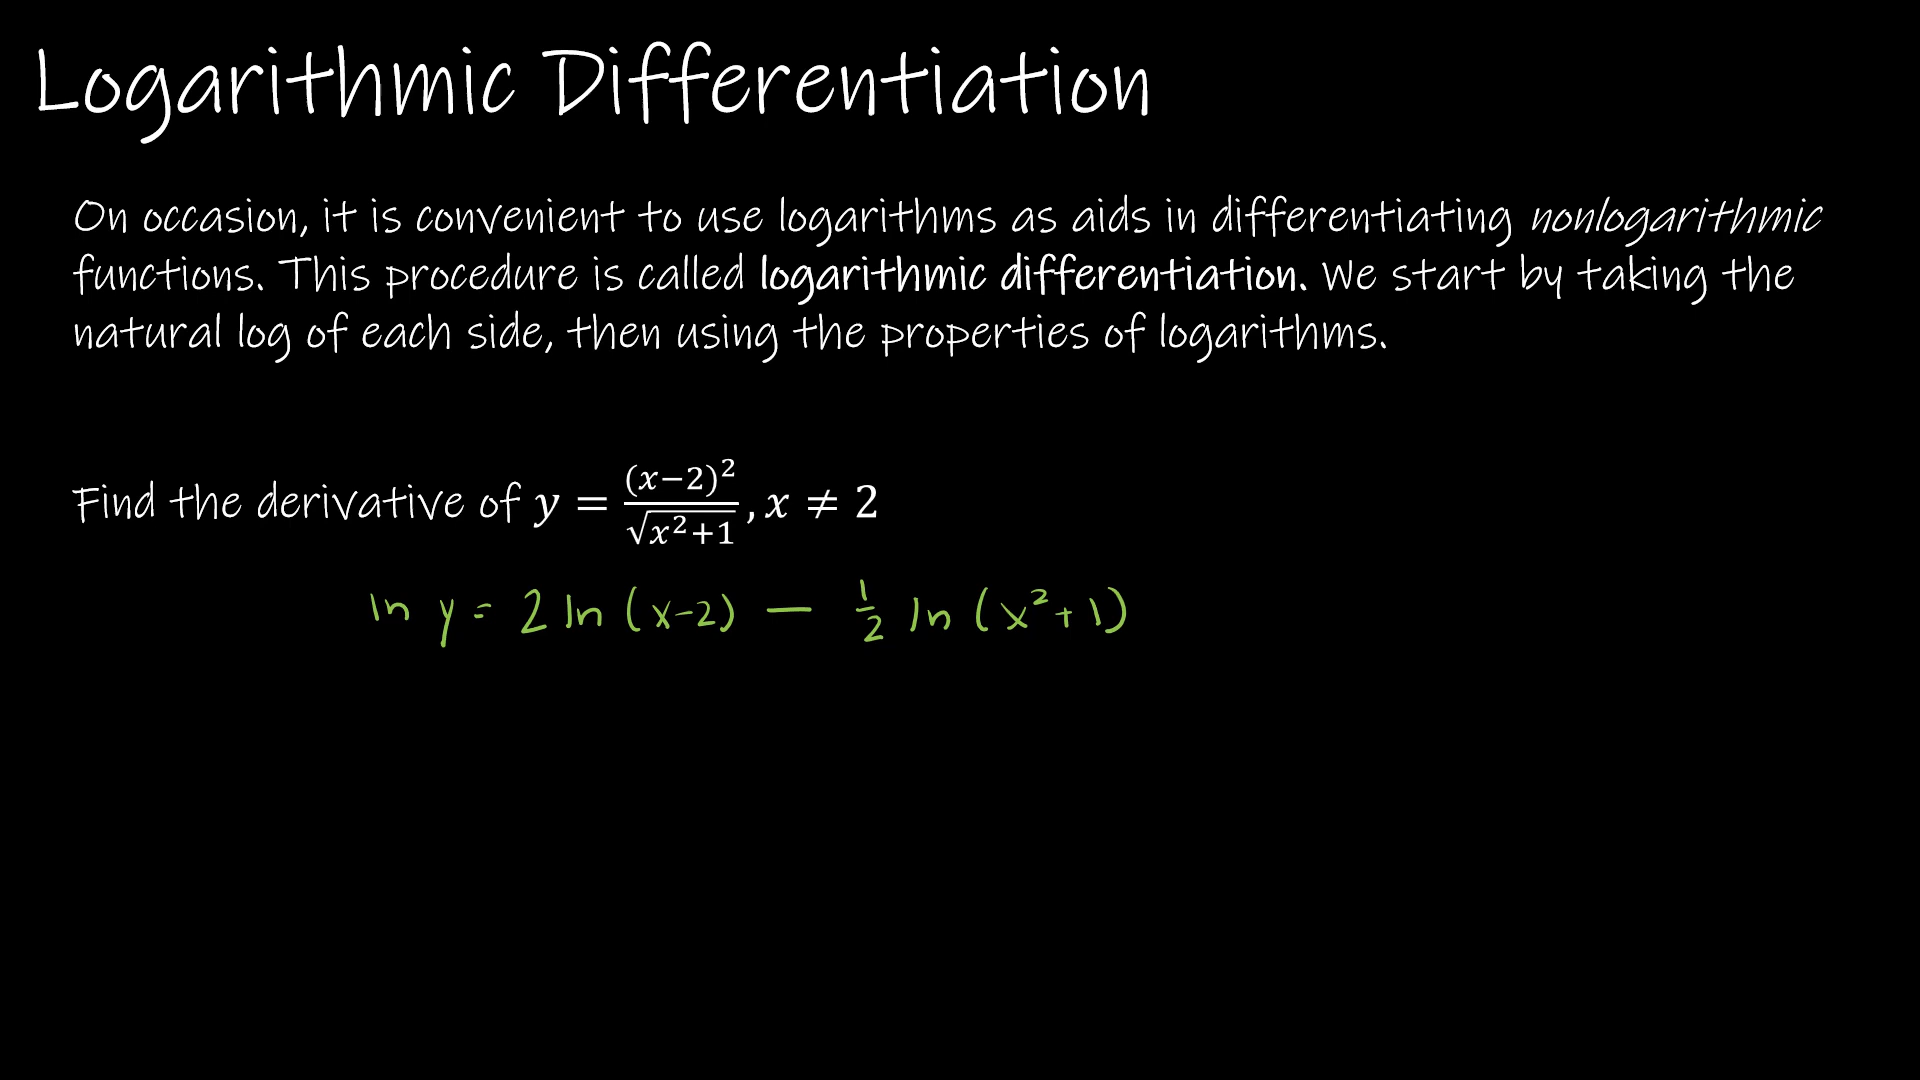 Logarithmic Differentiation
On occasion, it is convenient to use logarithms as aids in differentiating nonlogarithmic
functions. This procedure is called logarithmic differentiation. We start by taking the
natural log of each side, then using the properties of logarithms.
Find the derivative of y = (x−2)²/√(x²+1), x ≠ 2
ln y = 2 ln (x-2) − ½ ln (x²+1)